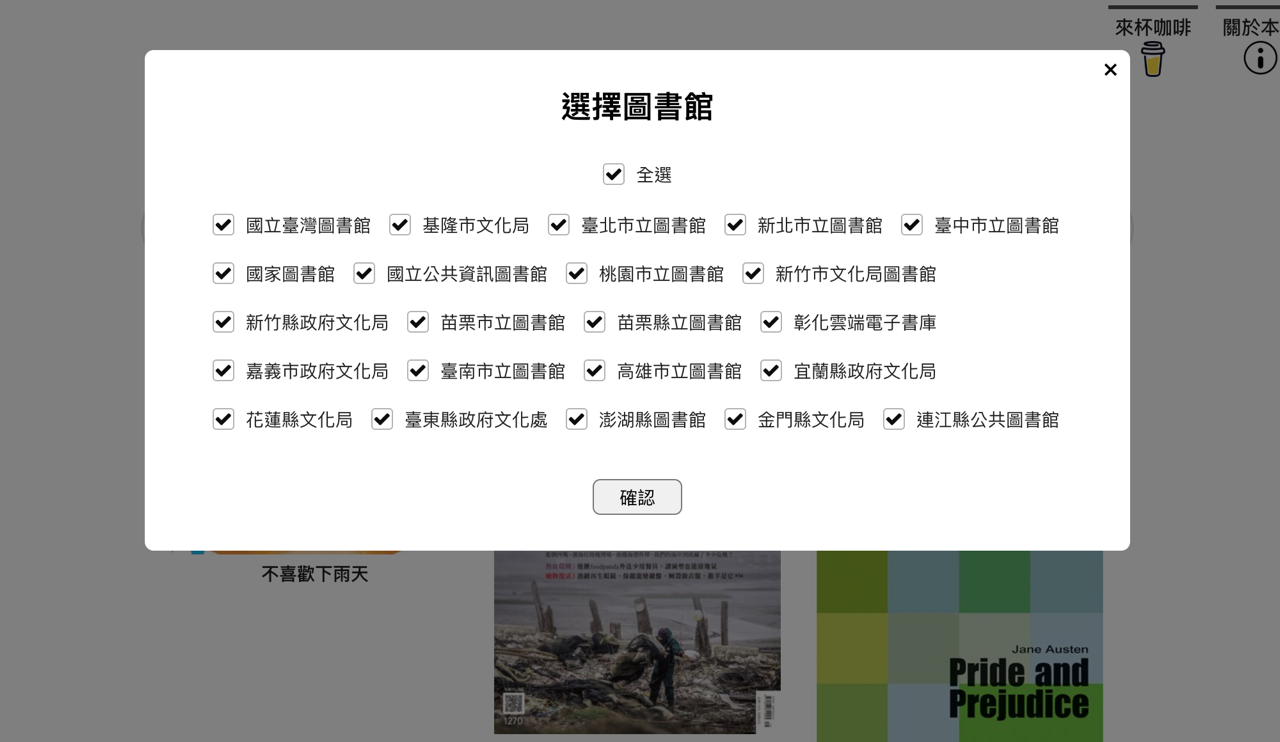 來杯咖啡 關於本
選擇圖書館
全選
國立臺灣圖書館 基隆市文化局 臺北市立圖書館 新北市立圖書館 臺中市立圖書館
國家圖書館 國立公共資訊圖書館 桃園市立圖書館 新竹市文化局圖書館
新竹縣政府文化局 苗栗市立圖書館 苗栗縣立圖書館 彰化雲端電子書庫
嘉義市政府文化局 臺南市立圖書館 高雄市立圖書館 宜蘭縣政府文化局
花蓮縣文化局 臺東縣政府文化處 澎湖縣圖書館 金門縣文化局 連江縣公共圖書館
確認
不喜歡下雨天
1270
Jane Austen
Pride and
Prejudice